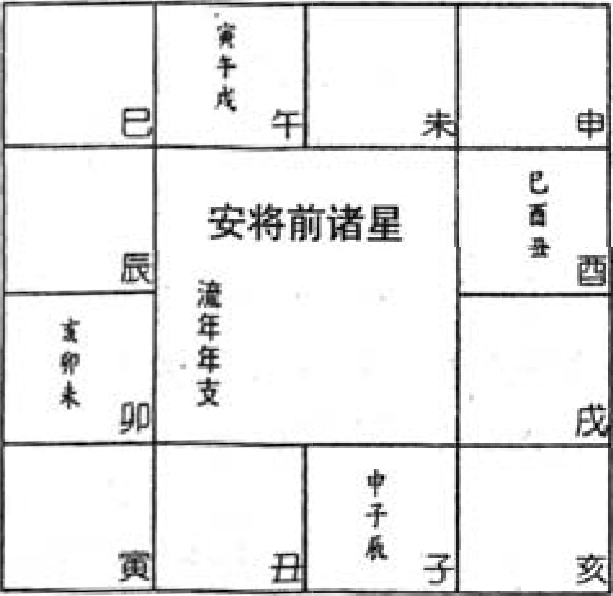 寅午戌
巳
午
未
申
安将前诸星
巳酉丑
辰
酉
流年年支
亥卯未
卯
戌
申子辰
寅
丑
子
亥